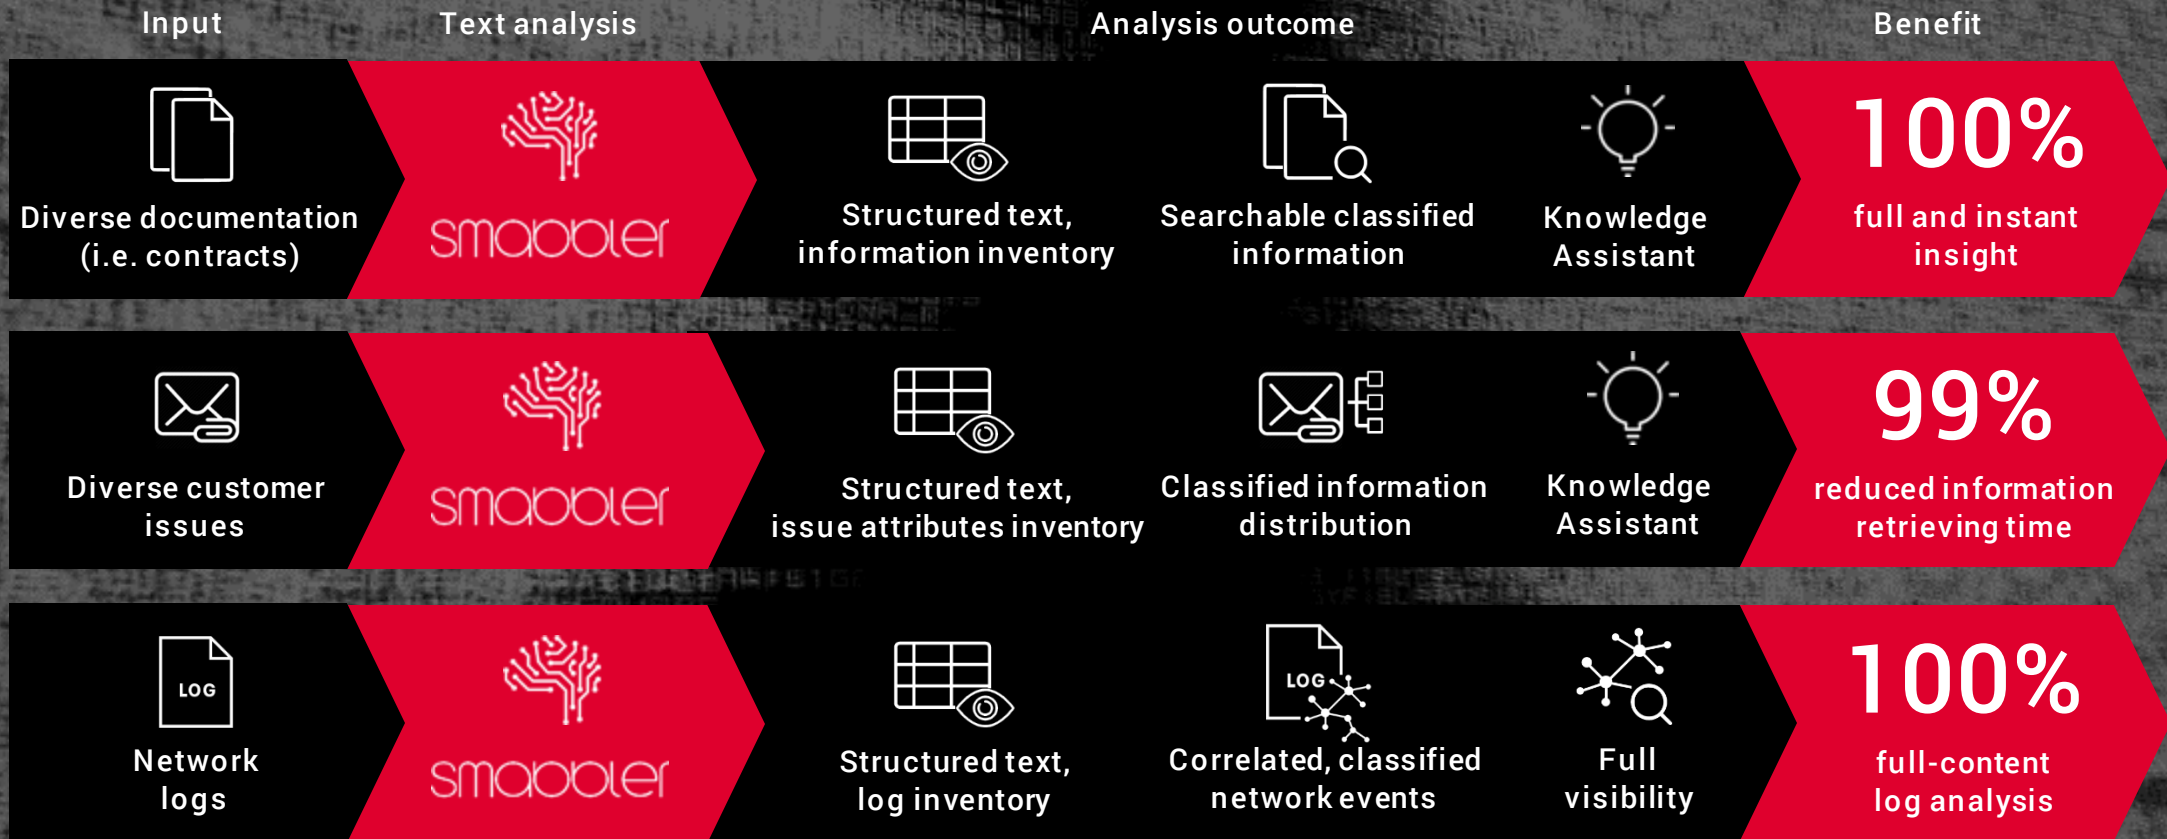 Input
Text analysis
Analysis outcome
Benefit
Diverse documentation
(i.e. contracts)
smabbler
Structured text,
information inventory
Searchable classified
information
Knowledge
Assistant
100%
full and instant
insight
Diverse customer
issues
smabbler
Structured text,
issue attributes inventory
Classified information
distribution
Knowledge
Assistant
99%
reduced information
retrieving time
LOG
Network
logs
smabbler
Structured text,
log inventory
LOG
Correlated, classified
network events
Full
visibility
100%
full-content
log analysis